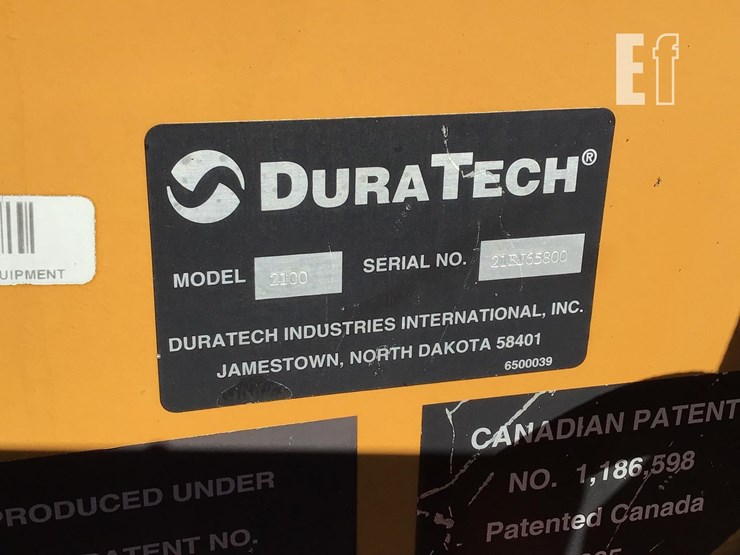 Ef
DURATECH®
MODEL 2100 SERIAL NO.
DURATECH INDUSTRIES INTERNATIONAL, INC.
JAMESTOWN, NORTH DAKOTA 58401
6500039
UIPMENT
CANADIAN PATENT
NO. 1,186,598
Patented Canada
PRODUCED UNDER
PATENT NO.